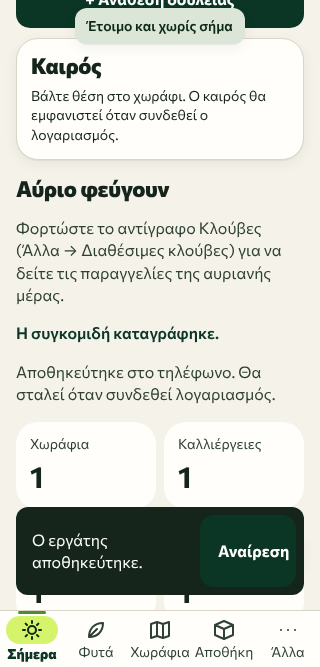 + Ανάθεση δουλειάς
Έτοιμο και χωρίς σήμα
Καιρός
Βάλτε θέση στο χωράφι. Ο καιρός θα
εμφανιστεί όταν συνδεθεί ο
λογαριασμός.
Αύριο φεύγουν
Φορτώστε το αντίγραφο Κλούβες
(Άλλα → Διαθέσιμες κλούβες) για να
δείτε τις παραγγελίες της αυριανής
μέρας.
Η συγκομιδή καταγράφηκε.
Αποθηκεύτηκε στο τηλέφωνο. Θα
σταλεί όταν συνδεθεί λογαριασμός.
Χωράφια
Καλλιέργειες
1
1
Ο εργάτης
αποθηκεύτηκε.
Αναίρεση
Σήμερα
Φυτά
Χωράφια
Αποθήκη
Άλλα